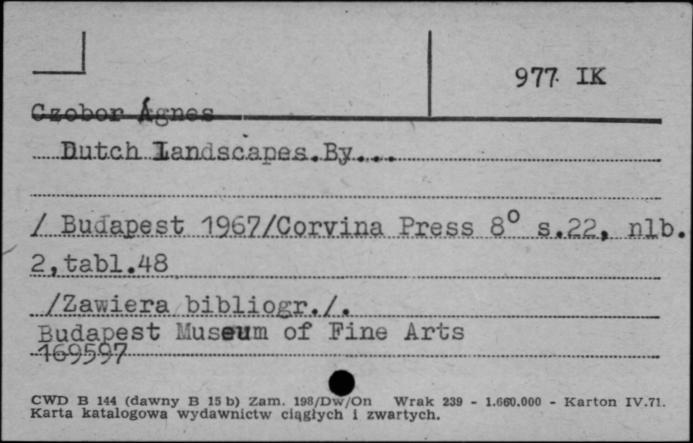 977 IK
Czobor Ágnes
Dutch Landscapes.By...
/ Budapest 1967/Corvina Press 8° s.22, nlb.
2,tabl.48
/Zawiera bibliogr./.
Budapest Museum of Fine Arts
169597
CWD B 144 (dawny B 15 b) Zam. 198/Dw/On Wrak 239 - 1.660.000 - Karton IV.71.
Karta katalogowa wydawnictw ciągłych i zwartych.